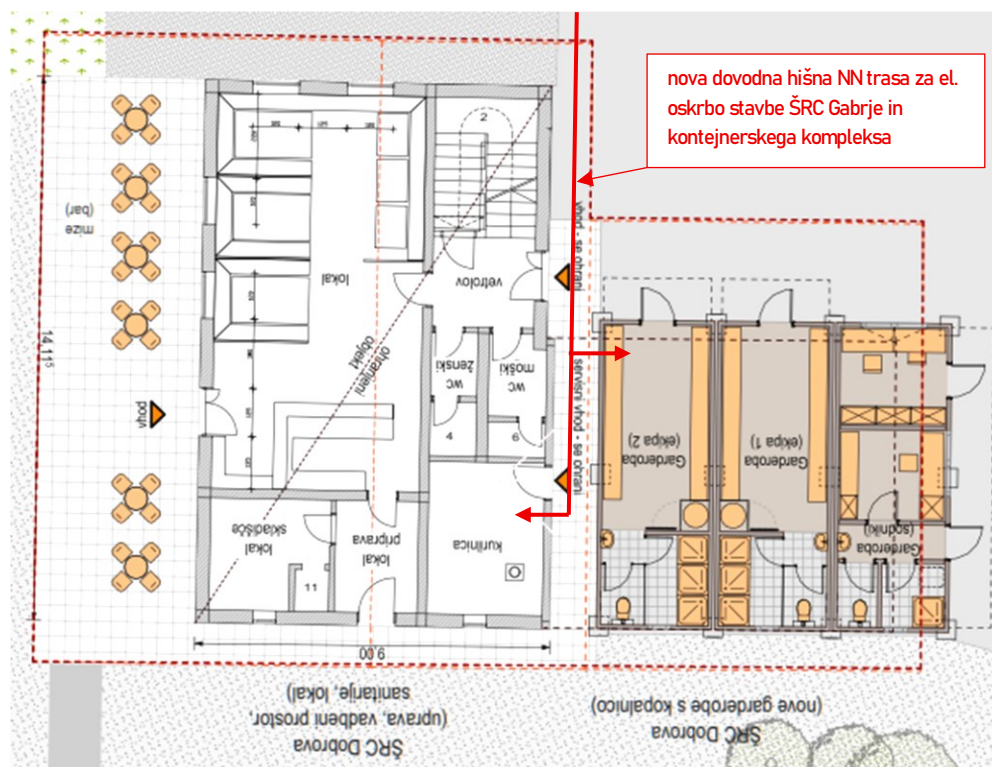 nova dovodna hišna NN trasa za el.
oskrbo stavbe ŠRC Gabrje in
kontejnerskega kompleksa
2
vhod - se ohrani
mize
(bar)
lokal
vetrolov
14.11⁵
ohranjeni
objekt
WC
ženski
WC
moški
servisni vhod - se ohrani
vhod
4
6
Garderoba
(ekipa 2)
Garderoba
(ekipa 1)
Garderoba
(sodniki)
lokal
skladišče
lokal
priprava
kurilnica
11
9,00
ŠRC Dobrova
(uprava, vadbeni prostor,
sanitarije, lokal)
ŠRC Dobrova
(nove garderobe s kopalnico)